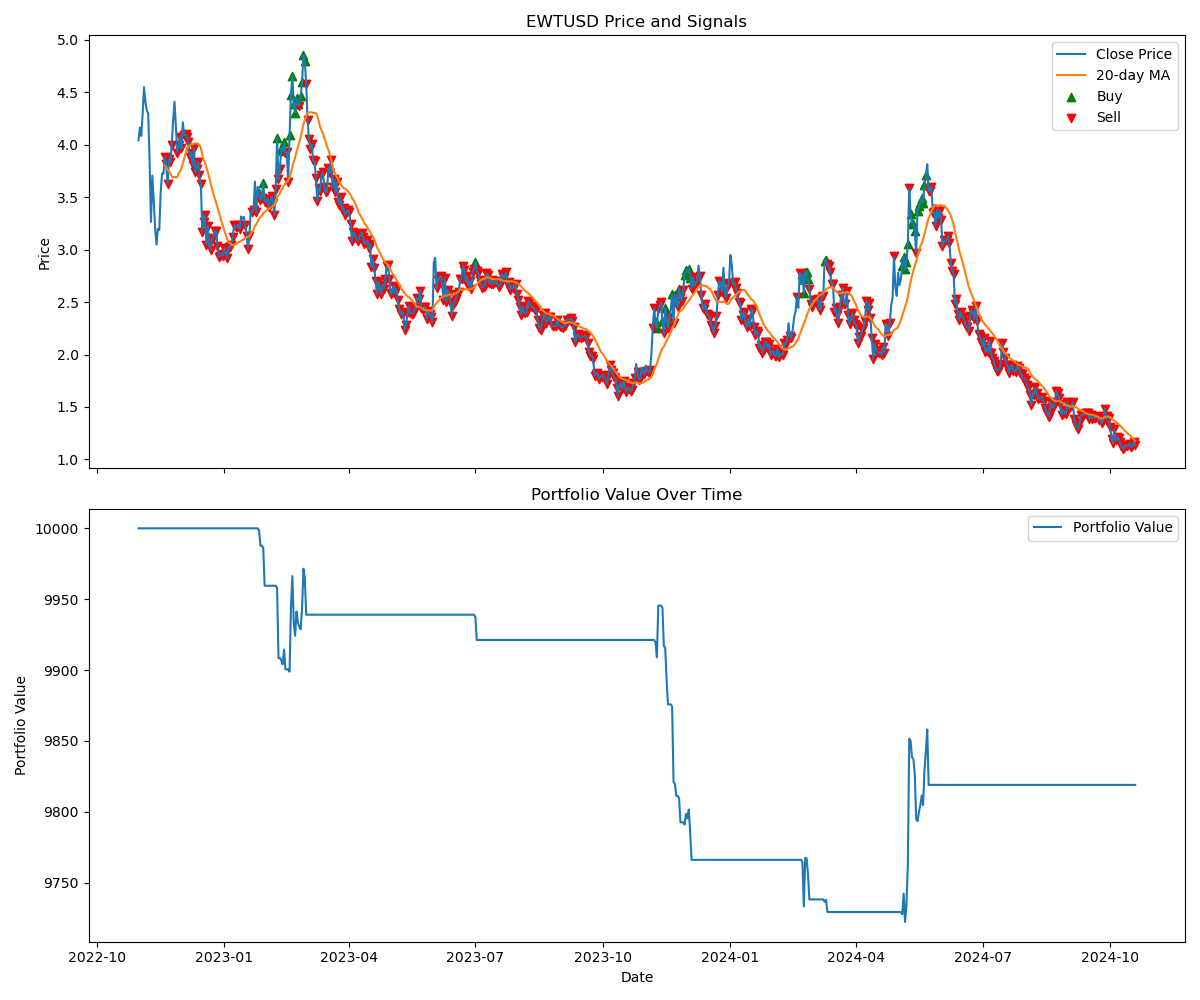 EWTUSD Price and Signals
Price
5.0
4.5
4.0
3.5
3.0
2.5
2.0
1.5
1.0
Close Price
20-day MA
Buy
Sell
Portfolio Value Over Time
Portfolio Value
10000
9950
9900
9850
9800
9750
Portfolio Value
2022-10
2023-01
2023-04
2023-07
2023-10
2024-01
2024-04
2024-07
2024-10
Date